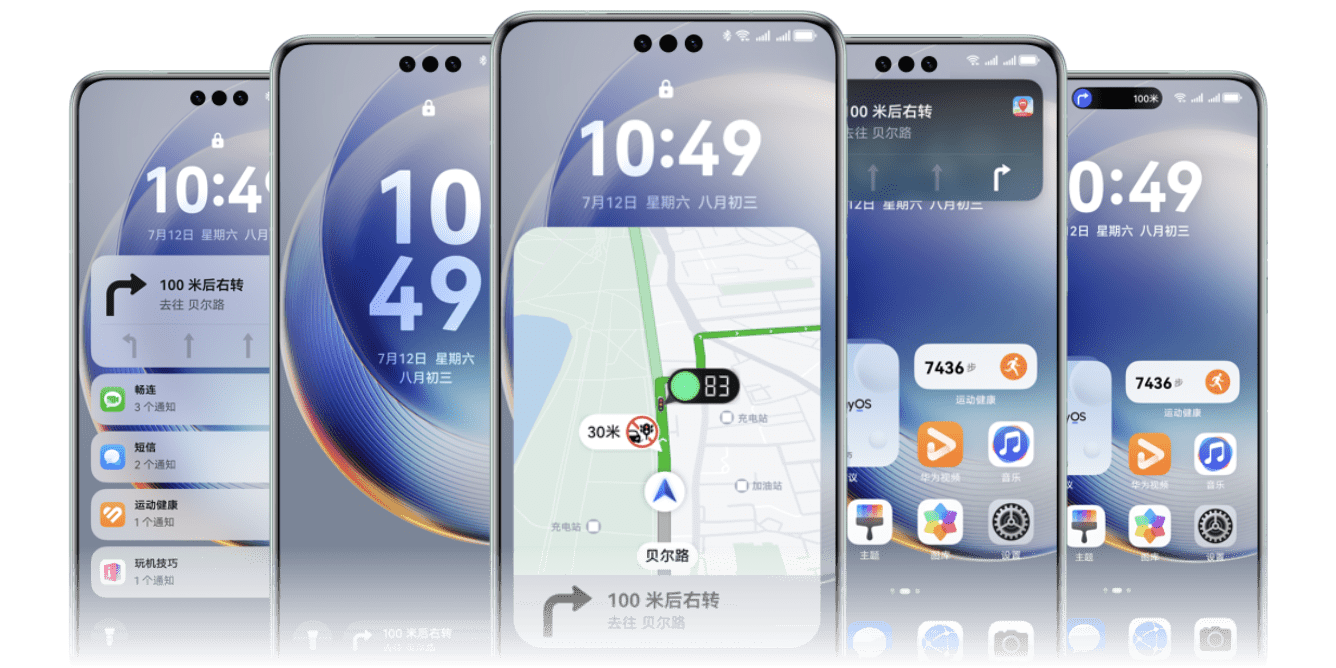 10:4
7月12日 星期六 八月
100 米后右转
去往 贝尔路
畅连
3 个通知
短信
2 个通知
运动健康
1 个通知
玩机技巧
1 个通知
10
49
7月12日 星期六
八月初三
100 米后右转
10:49
7月12日 星期六 八月初三
83
30米
充电站
加油站
充电站
贝尔路
100 米后右转
去往 贝尔路
00 米后右转
去往 贝尔路
12日 星期六 八月初三
7436 步
运动健康
yOS
议
华为视频
音乐
主题
图库
设置
100米
0:49
12日 星期六 八月初三
7436 步
运动健康
yOS
议
华为视频
音乐
主题
图库
设置